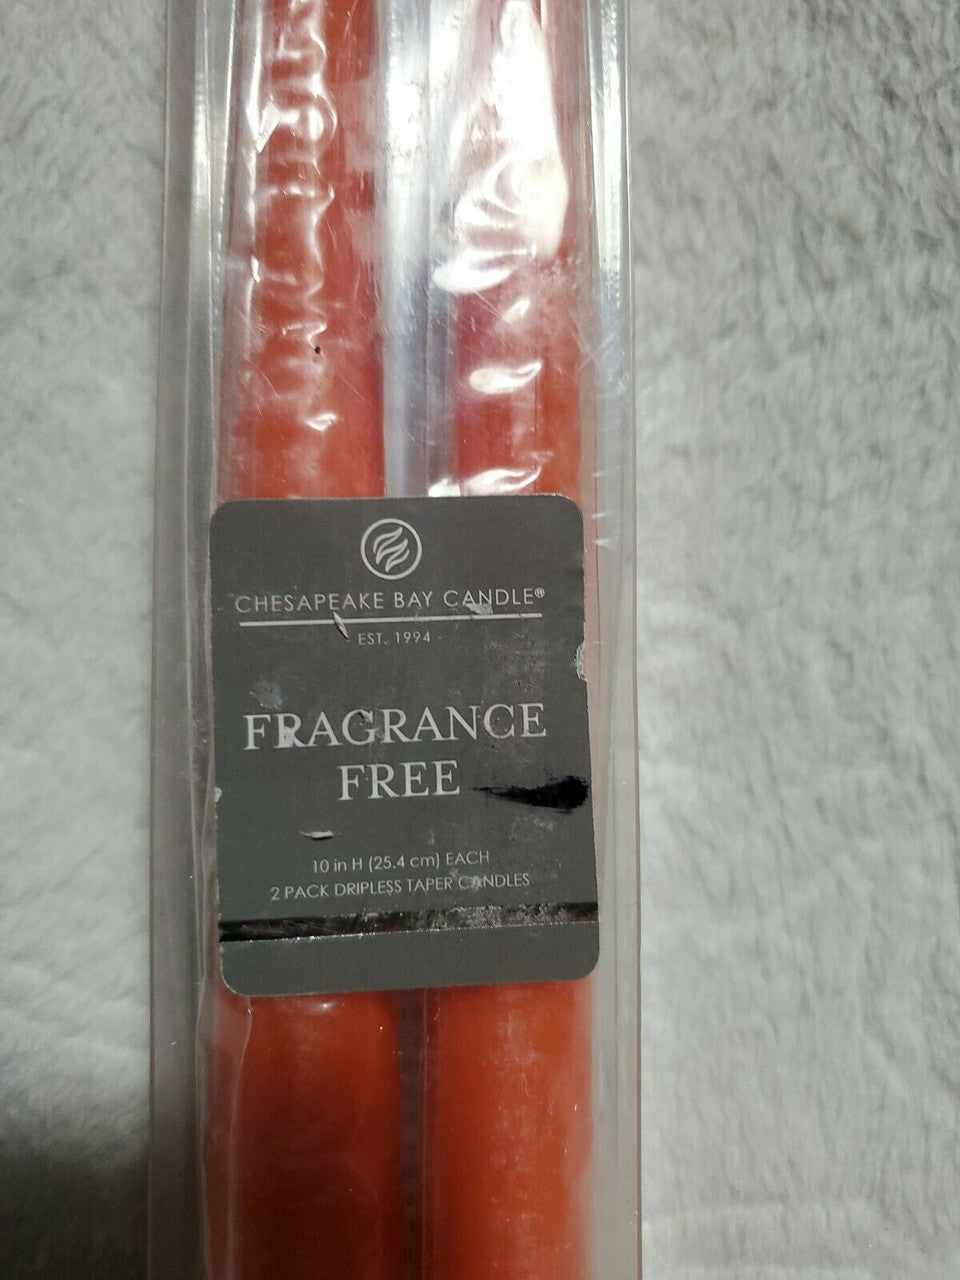 CHESAPEAKE BAY CANDLE®
EST. 1994
FRAGRANCE
FREE
10 in H (25.4 cm) EACH
2 PACK DRIPLESS TAPER CANDLES